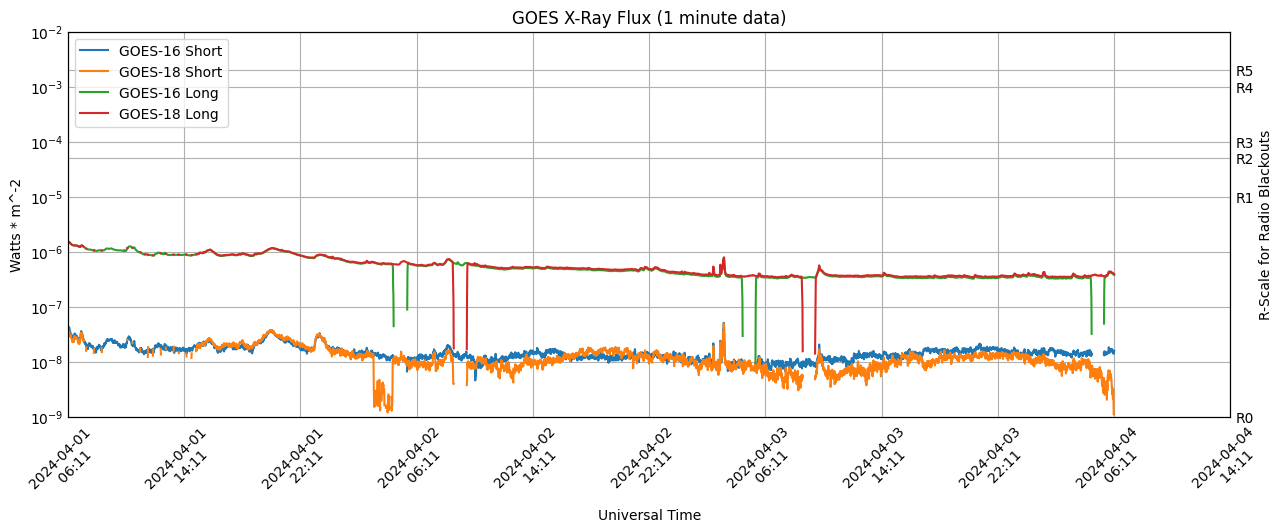 GOES X-Ray Flux (1 minute data)
GOES-16 Short
GOES-18 Short
GOES-16 Long
GOES-18 Long
10^-2
10^-3
10^-4
10^-5
10^-6
10^-7
10^-8
10^-9
Watts * m^-2
R5
R4
R3
R2
R1
R0
R-Scale for Radio Blackouts
2024-04-01
06:11
2024-04-01
14:11
2024-04-01
22:11
2024-04-02
06:11
2024-04-02
14:11
2024-04-02
22:11
2024-04-03
06:11
2024-04-03
14:11
2024-04-03
22:11
2024-04-04
06:11
2024-04-04
14:11
Universal Time